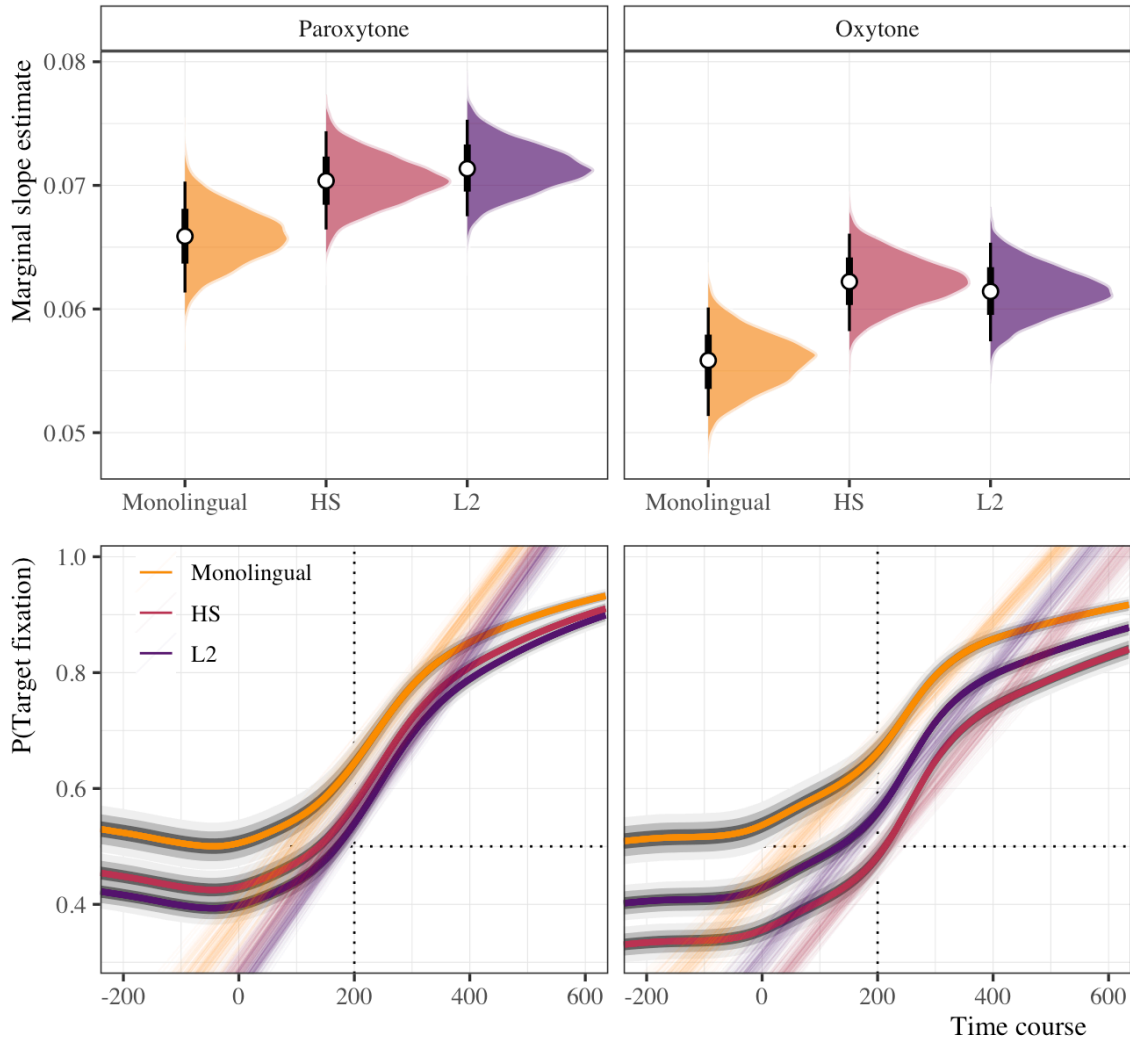 Paroxytone
Oxytone
Marginal slope estimate
0.08
0.07
0.06
0.05
Monolingual HS L2
Monolingual HS L2
P(Target fixation)
1.0
0.8
0.6
0.4
Monolingual
HS
L2
-200 0 200 400 600
-200 0 200 400 600
Time course